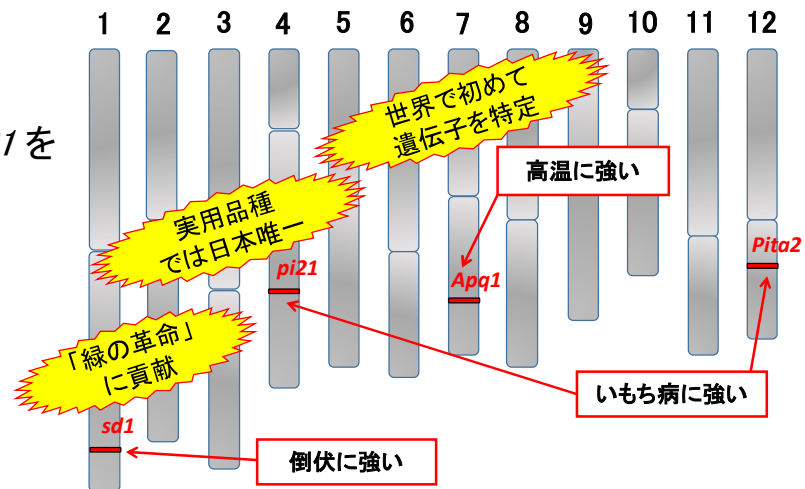 1 2 3 4 5 6 7 8 9 10 11 12
世界で初めて
遺伝子を特定
1を
高温に強い
実用品種
では日本唯一
Pita2
pi21
Apq1
「緑の革命」
に貢献
いもち病に強い
sd1
倒伏に強い